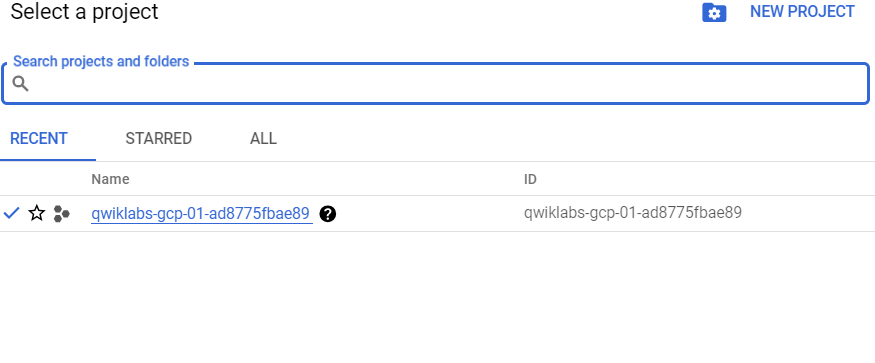 Select a project
NEW PROJECT
Search projects and folders
RECENT STARRED ALL
Name ID
qwiklabs-gcp-01-ad8775fbae89 ? qwiklabs-gcp-01-ad8775fbae89